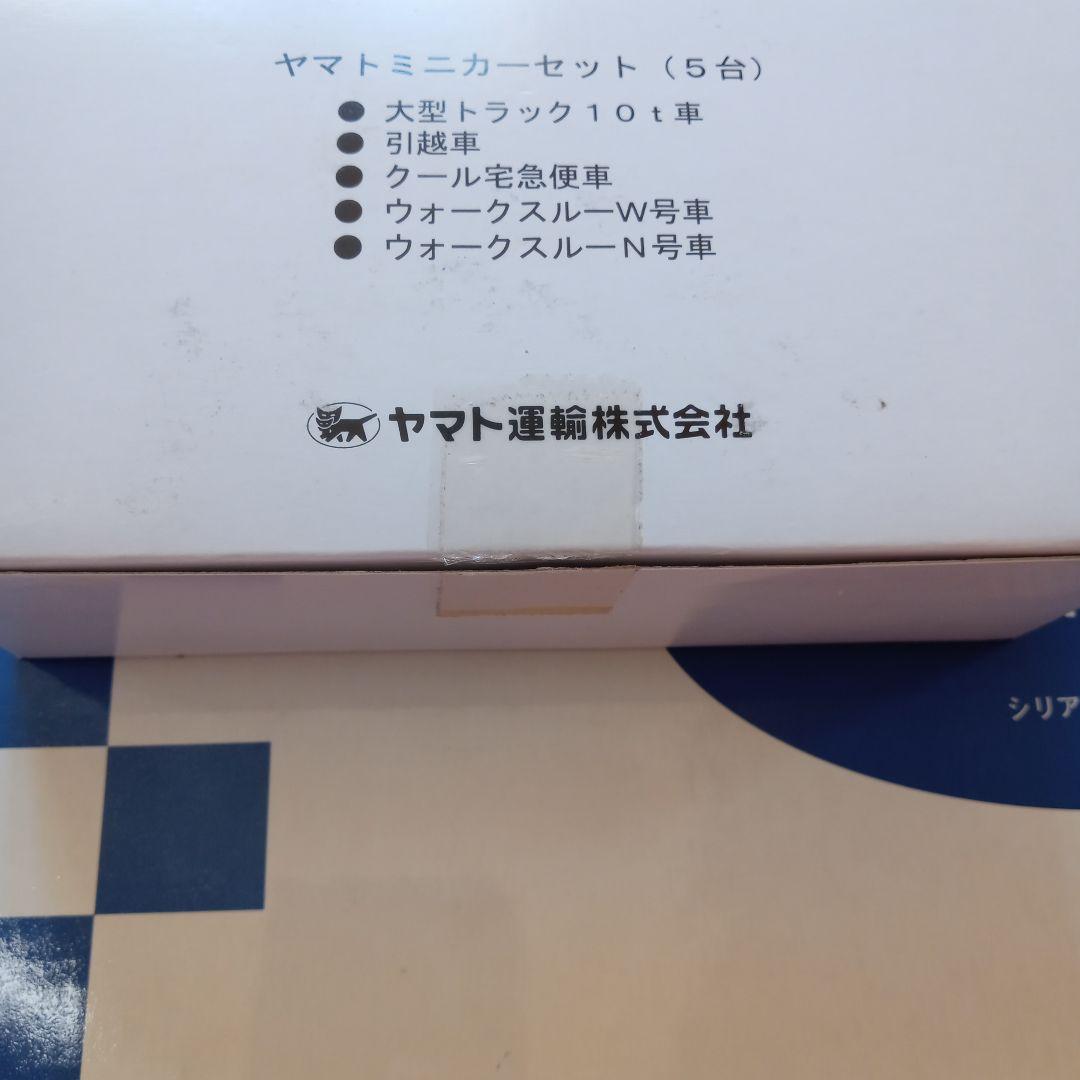 ヤマトミニカーセット（５台）
● 大型トラック１０ｔ車
● 引越車
● クール宅急便車
● ウォークスルーＷ号車
● ウォークスルーＮ号車
ヤマト運輸株式会社
シリア